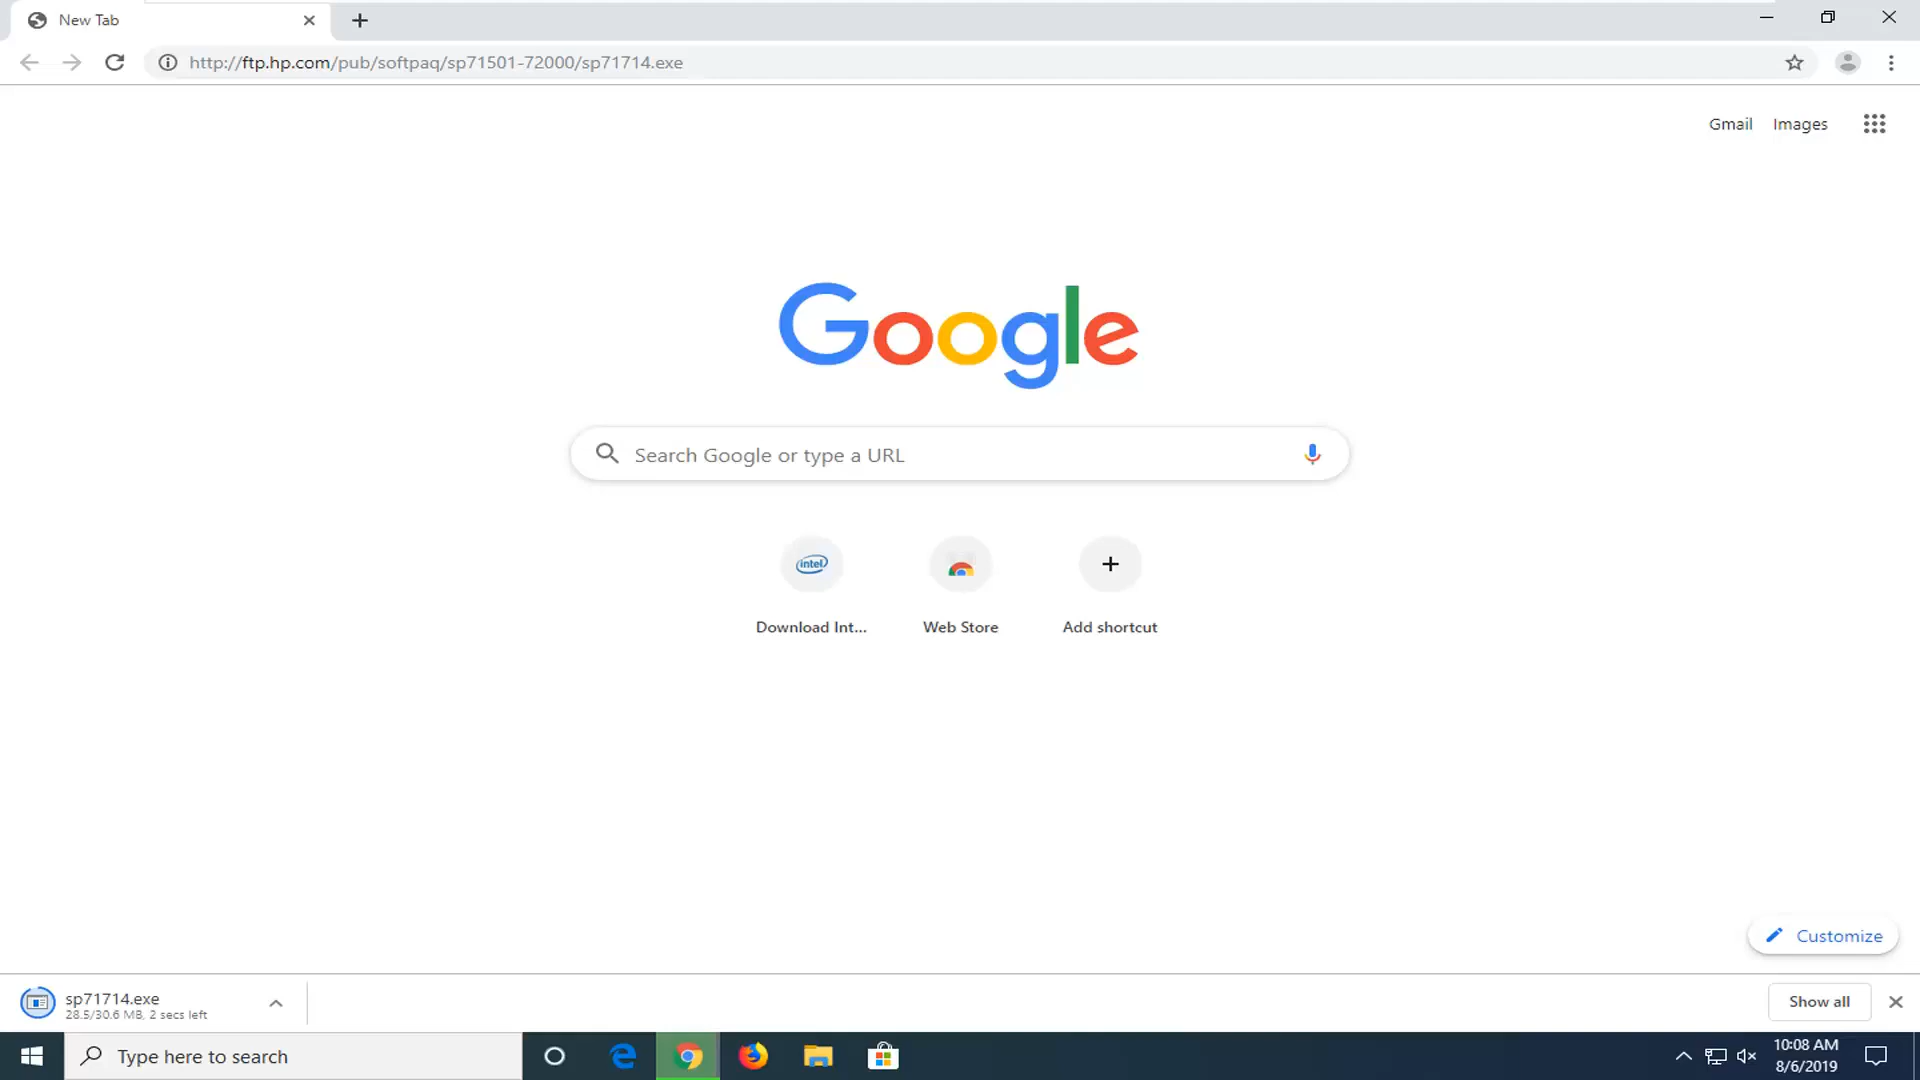 New Tab
http://ftp.hp.com/pub/softpaq/sp71501-72000/sp71714.exe
Gmail Images
Google
Search Google or type a URL
intel
Download Int... Web Store Add shortcut
Customize
sp71714.exe
28.5/30.6 MB, 2 secs left
Show all
Type here to search
10:08 AM
8/6/2019